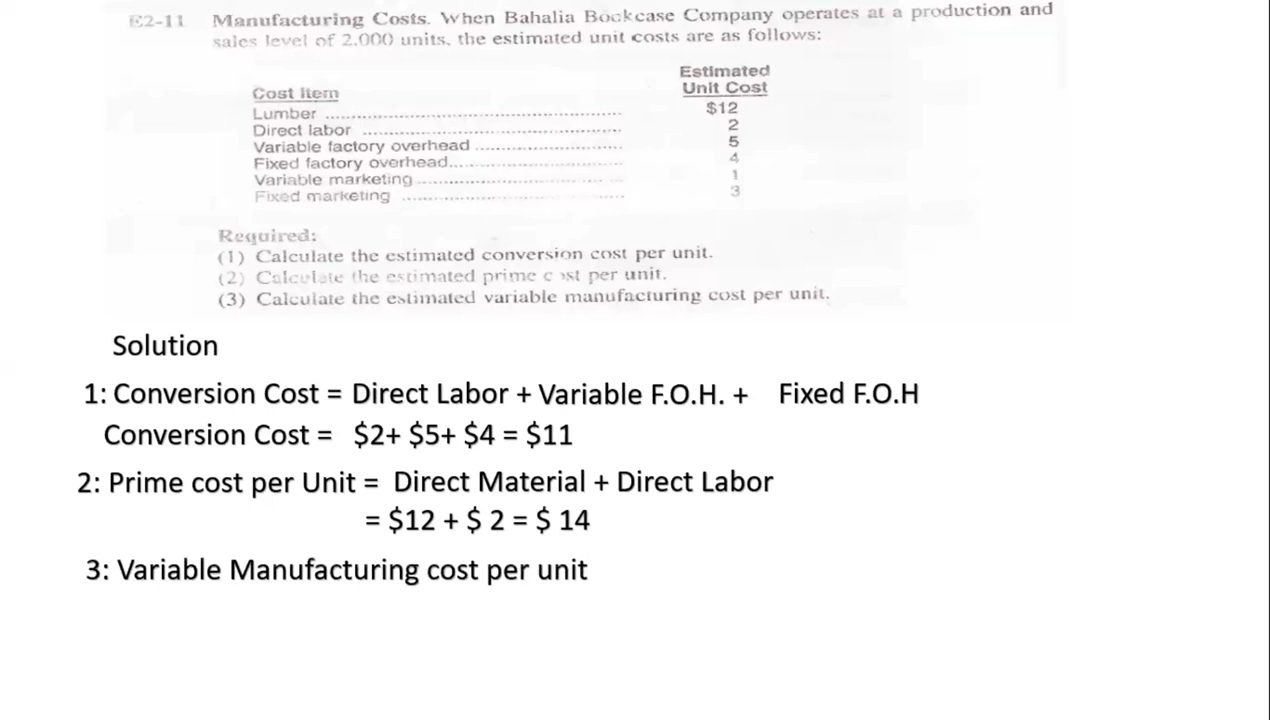 E2-11 Manufacturing Costs. When Bahalia Bookcase Company operates at a production and
sales level of 2,000 units, the estimated unit costs are as follows:
Estimated
Cost Item Unit Cost
Lumber ........ $12
Direct labor ........ 2
Variable factory overhead ........ 5
Fixed factory overhead........ 4
Variable marketing ........ 1
Fixed marketing ........ 3
Required:
(1) Calculate the estimated conversion cost per unit.
(2) Calculate the estimated prime cost per unit.
(3) Calculate the estimated variable manufacturing cost per unit.
Solution
1: Conversion Cost = Direct Labor + Variable F.O.H. + Fixed F.O.H
Conversion Cost = $2+ $5+ $4 = $11
2: Prime cost per Unit = Direct Material + Direct Labor
= $12 + $ 2 = $ 14
3: Variable Manufacturing cost per unit